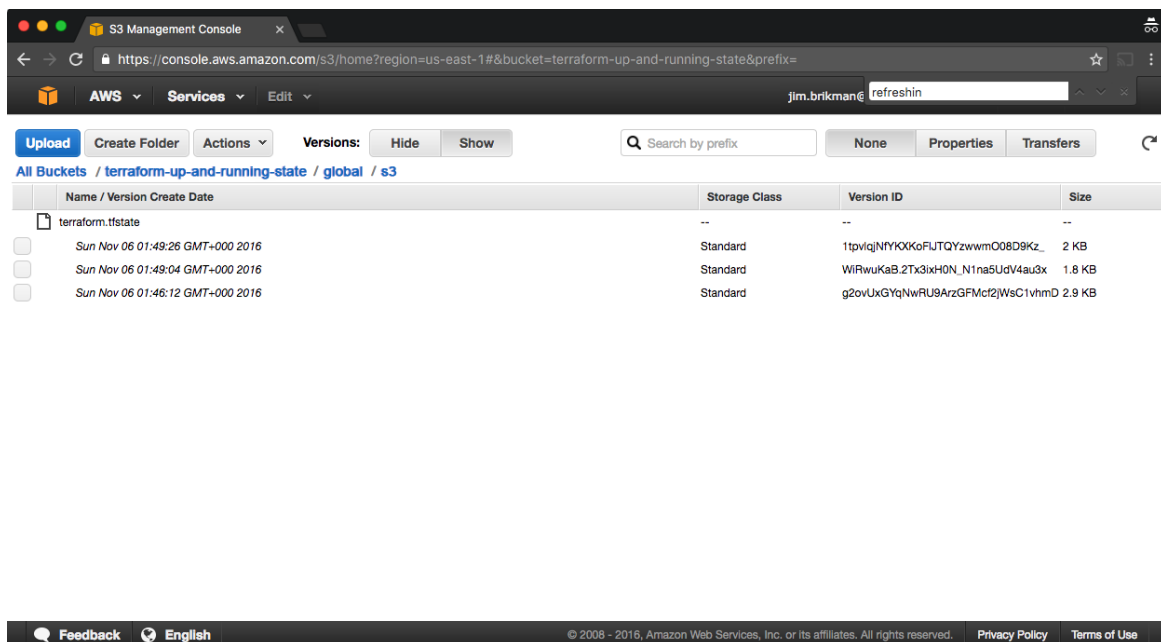 S3 Management Console
https://console.aws.amazon.com/s3/home?region=us-east-1#&bucket=terraform-up-and-running-state&prefix=
AWS Services Edit jim.brikman@ refreshin
Upload Create Folder Actions Versions: Hide Show Search by prefix None Properties Transfers
All Buckets / terraform-up-and-running-state / global / s3
Name / Version Create Date Storage Class Version ID Size
terraform.tfstate -- -- --
Sun Nov 06 01:49:26 GMT+000 2016 Standard 1tpvlqjNfYKXKoFlJTQYzwwmO08D9Kz_ 2 KB
Sun Nov 06 01:49:04 GMT+000 2016 Standard WiRwuKaB.2Tx3ixH0N_N1na5UdV4au3x 1.8 KB
Sun Nov 06 01:46:12 GMT+000 2016 Standard g2ovUxGYqNwRU9ArzGFMcf2jWsC1vhmD 2.9 KB
Feedback English © 2008 - 2016, Amazon Web Services, Inc. or its affiliates. All rights reserved. Privacy Policy Terms of Use